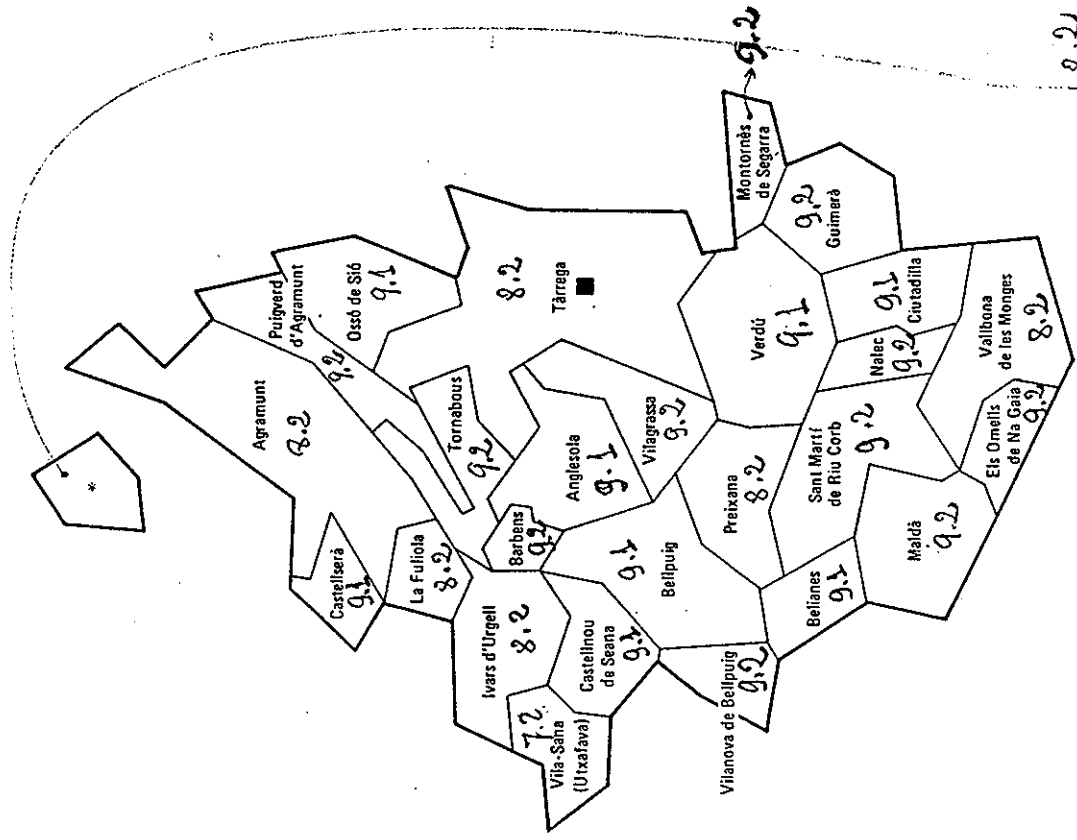 *
Agramunt
8.2
Puigverd
d'Agramunt
9.2
Ossó de Sió
9.1
Castellserà
9.1
La Fuliola
8.2
Tornabous
9.2
Tàrrega
8.2
Ivars d'Urgell
8.2
Barbens
9.2
Anglesola
9.1
Vilagrassa
9.2
Vila-Sana
(Utxafava)
7.2
Castellnou
de Seana
9.1
Bellpuig
9.1
Preixana
8.2
Verdú
9.1
Montornès
de Segarra
9.2
Guimerà
9.2
Vilanova de Bellpuig
9.2
Belianes
9.1
Sant Martí
de Riu Corb
9.2
Nalec
9.2
Ciutadilla
9.1
Maldà
9.2
Els Omells
de Na Gaia
9.2
Vallbona
de les Monges
8.2
8.2